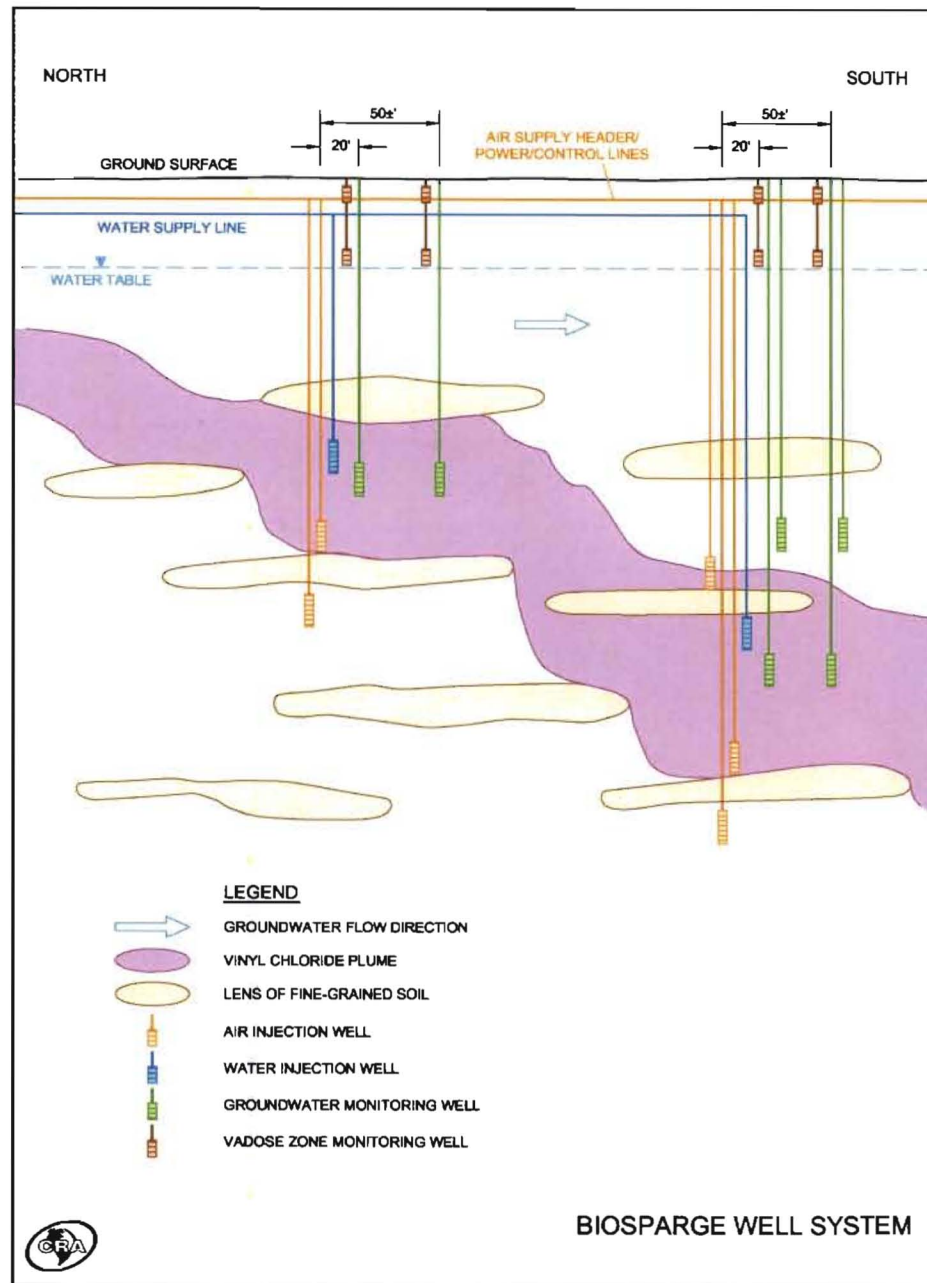 NORTH
SOUTH
50±'
50±'
20'
AIR SUPPLY HEADER/
POWER/CONTROL LINES
20'
GROUND SURFACE
WATER SUPPLY LINE
WATER TABLE
LEGEND
GROUNDWATER FLOW DIRECTION
VINYL CHLORIDE PLUME
LENS OF FINE-GRAINED SOIL
AIR INJECTION WELL
WATER INJECTION WELL
GROUNDWATER MONITORING WELL
VADOSE ZONE MONITORING WELL
CRA
BIOSPARGE WELL SYSTEM